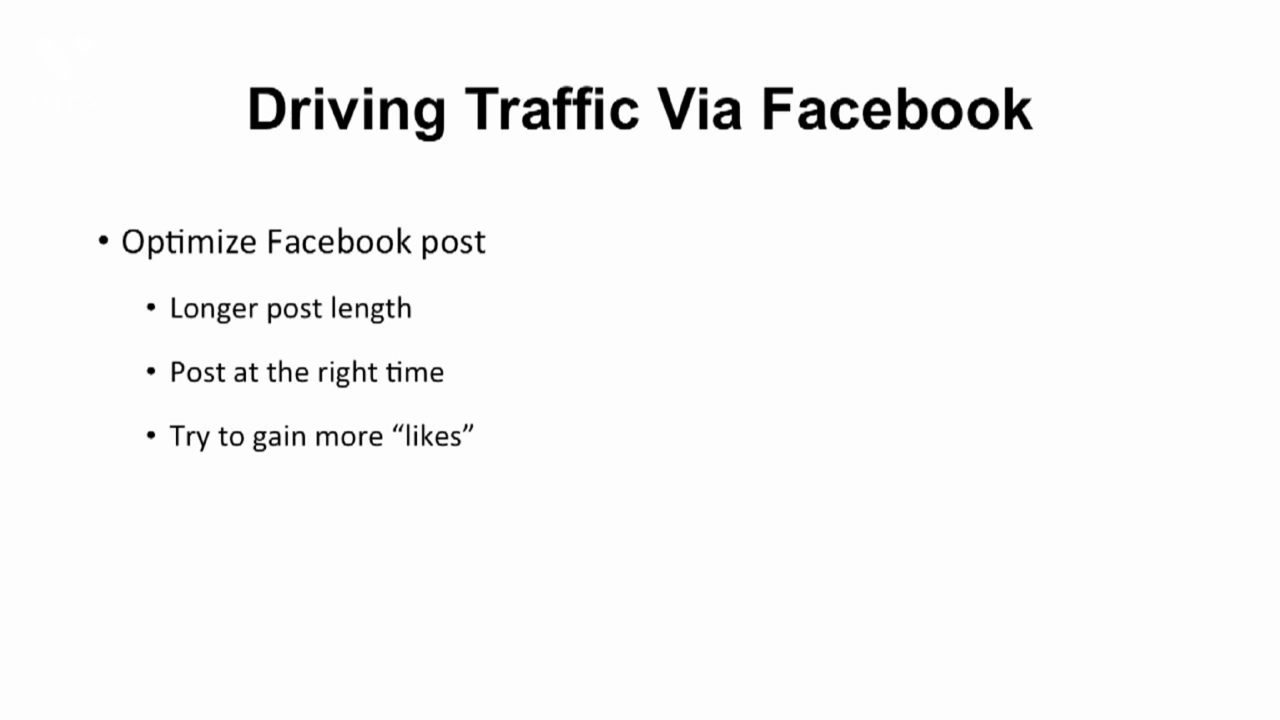 Driving Traffic Via Facebook
• Optimize Facebook post
• Longer post length
• Post at the right time
• Try to gain more “likes”